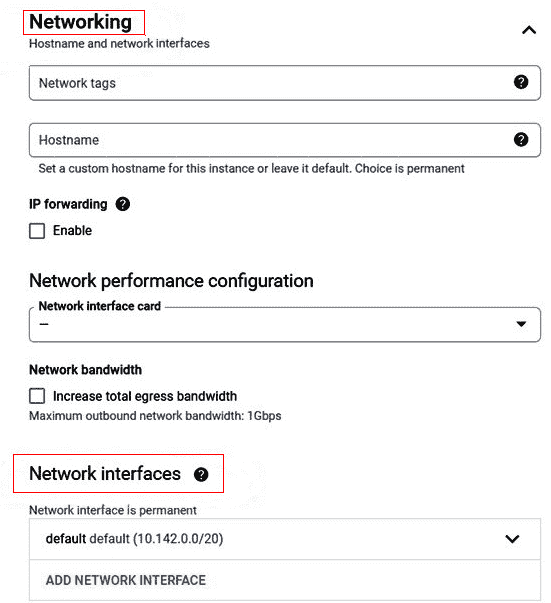 Networking
Hostname and network interfaces
Network tags
Hostname
Set a custom hostname for this instance or leave it default. Choice is permanent
IP forwarding
Enable
Network performance configuration
Network interface card
—
Network bandwidth
Increase total egress bandwidth
Maximum outbound network bandwidth: 1Gbps
Network interfaces
Network interface is permanent
default default (10.142.0.0/20)
ADD NETWORK INTERFACE